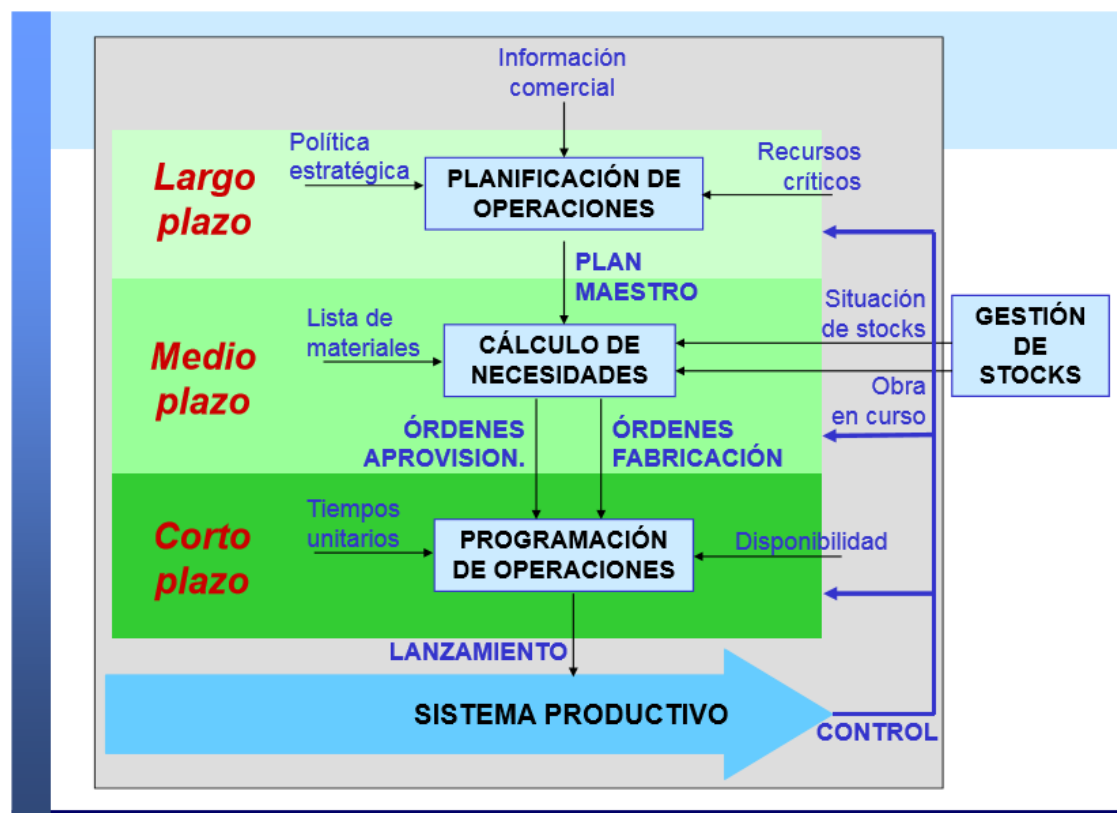 Información
comercial
Política
estratégica
Largo
plazo
PLANIFICACIÓN DE
OPERACIONES
Recursos
críticos
PLAN
MAESTRO
Lista de
materiales
Medio
plazo
CÁLCULO DE
NECESIDADES
Situación
de stocks
GESTIÓN
DE
STOCKS
Obra
en curso
ÓRDENES
APROVISION.
ÓRDENES
FABRICACIÓN
Tiempos
unitarios
Corto
plazo
PROGRAMACIÓN
DE OPERACIONES
Disponibilidad
LANZAMIENTO
SISTEMA PRODUCTIVO
CONTROL